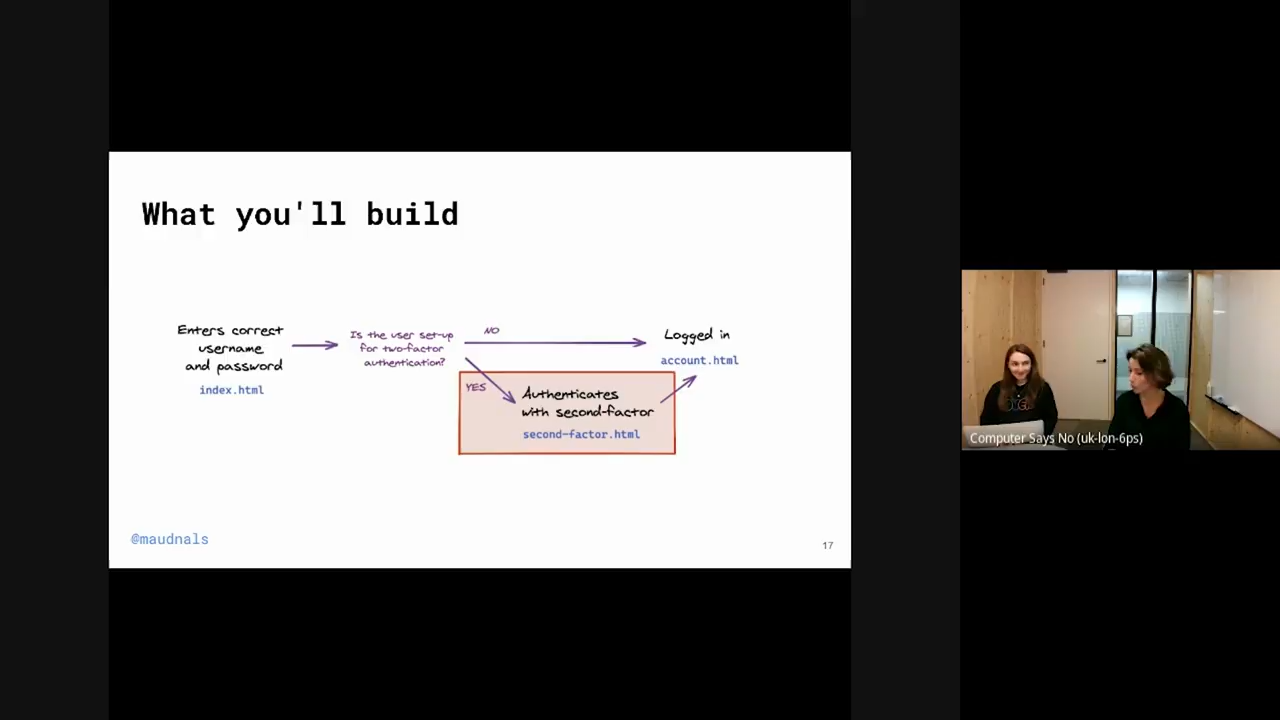 What you'll build
Enters correct
username
and password
index.html
Is the user set-up
for two-factor
authentication?
NO
YES
Authenticates
with second-factor
second-factor.html
Logged in
account.html
@maudnals
17
Computer Says No (uk-lon-6ps)